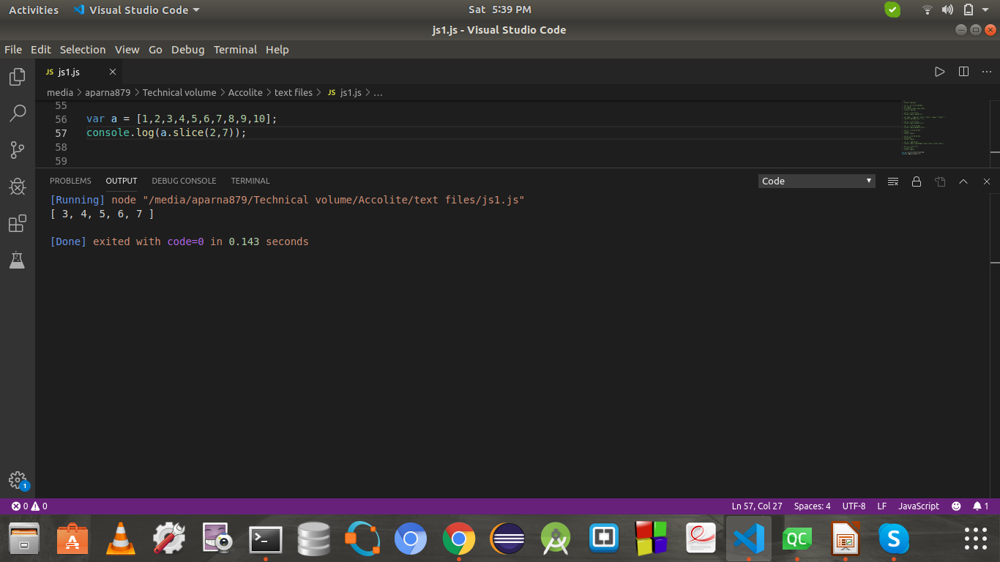 Activities Visual Studio Code Sat 5:39 PM
js1.js - Visual Studio Code
File Edit Selection View Go Debug Terminal Help
JS js1.js
media > aparna879 > Technical volume > Accolite > text files > JS js1.js > ...
55
56 var a = [1,2,3,4,5,6,7,8,9,10];
57 console.log(a.slice(2,7));
58
59
PROBLEMS OUTPUT DEBUG CONSOLE TERMINAL Code
[Running] node "/media/aparna879/Technical volume/Accolite/text files/js1.js"
[ 3, 4, 5, 6, 7 ]
[Done] exited with code=0 in 0.143 seconds
1
0 0 Ln 57, Col 27 Spaces: 4 UTF-8 LF JavaScript 1
A >_ QC S